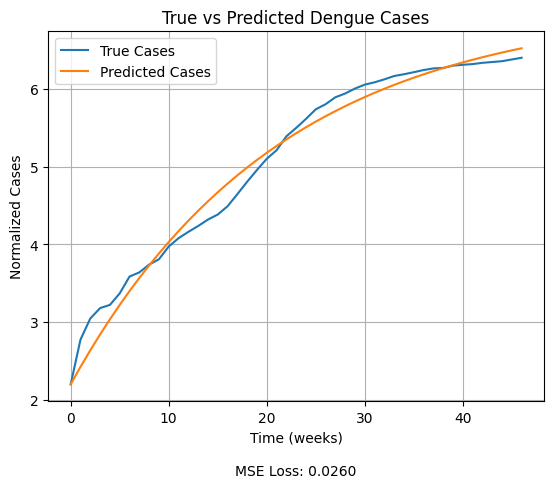 True vs Predicted Dengue Cases
True Cases
Predicted Cases
Normalized Cases
6
5
4
3
2
0 10 20 30 40
Time (weeks)
MSE Loss: 0.0260